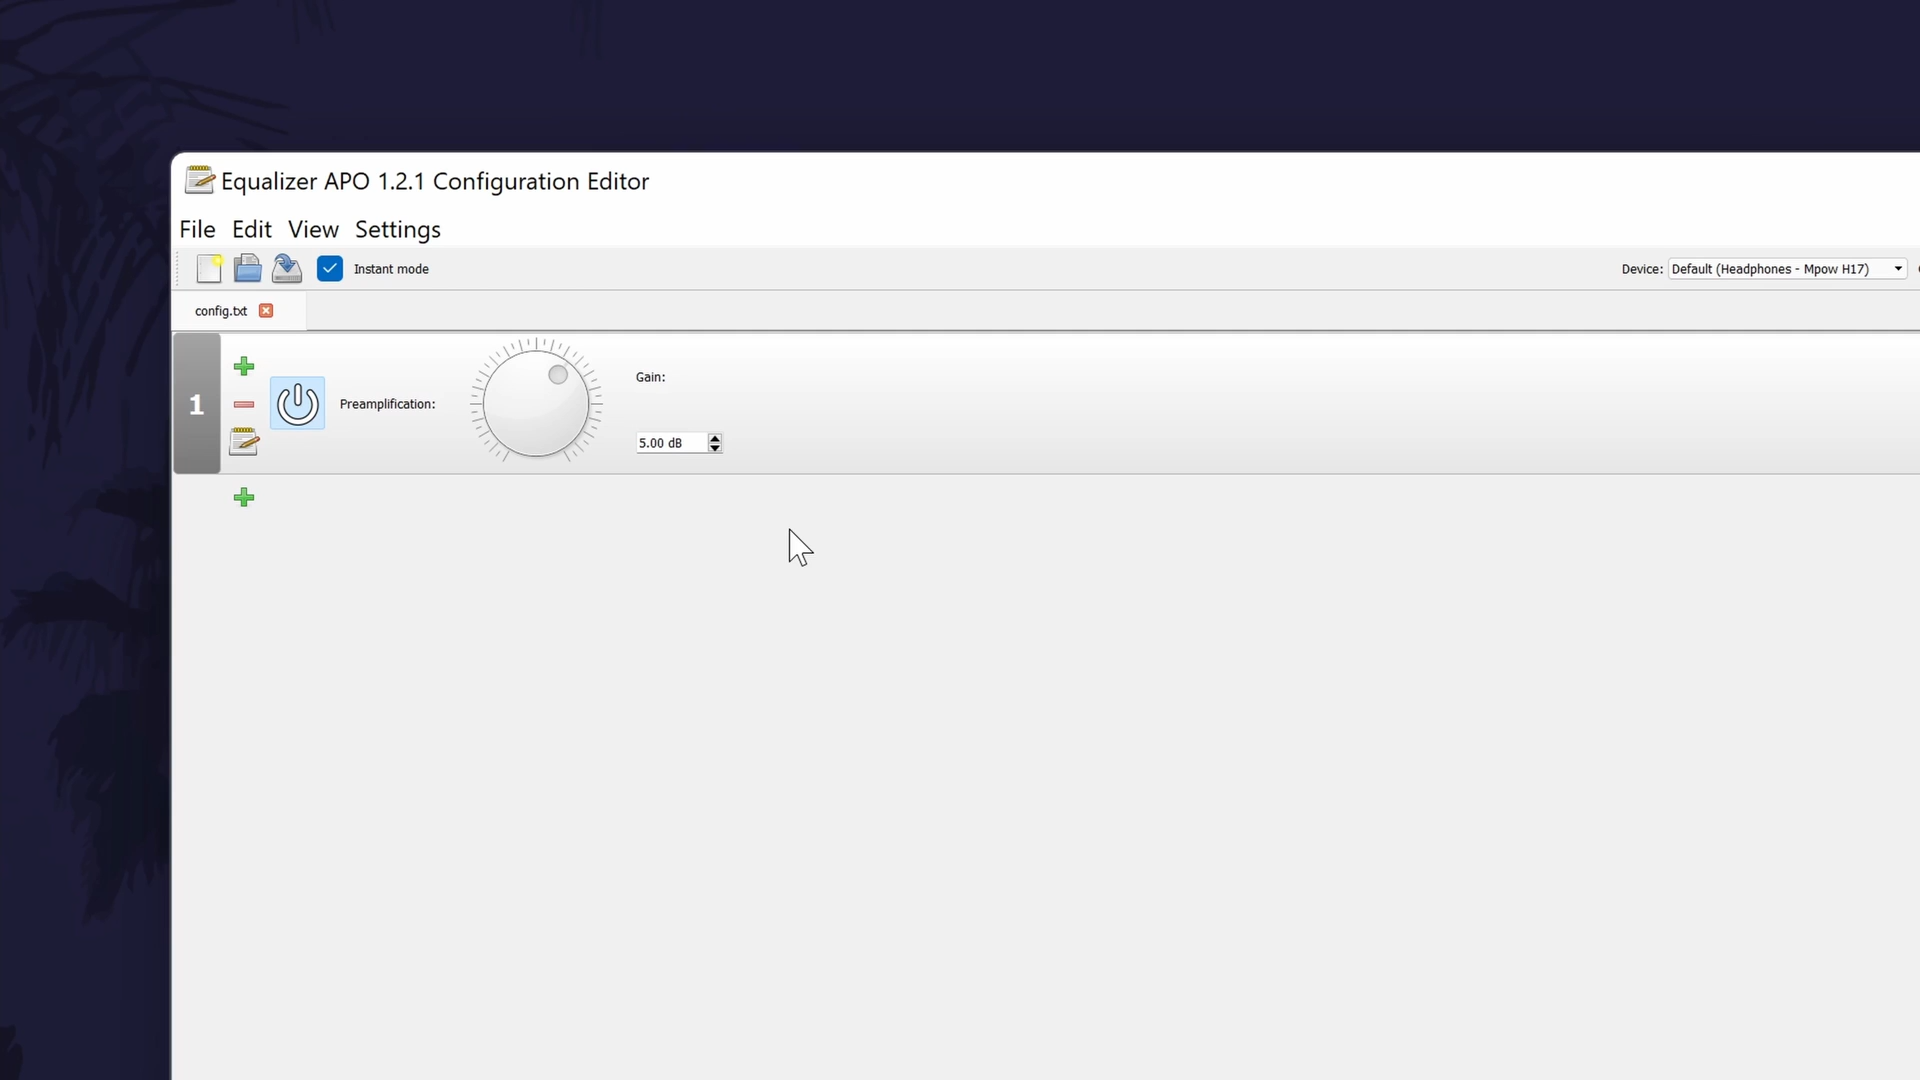 Equalizer APO 1.2.1 Configuration Editor
File Edit View Settings
Instant mode
Device: Default (Headphones - Mpow H17)
config.txt
1
Preamplification:
Gain:
5.00 dB